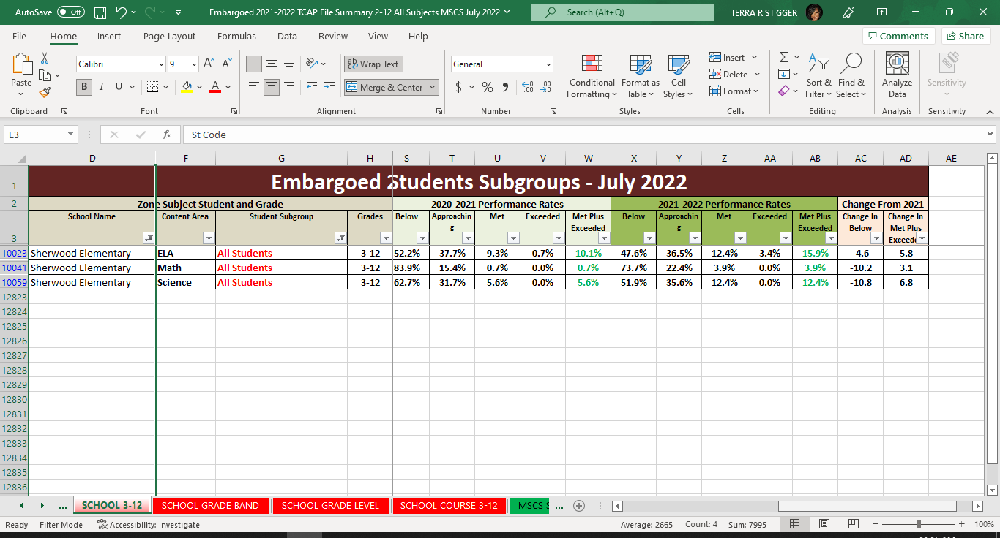 AutoSave Off Embargoed 2021-2022 TCAP File Summary 2-12 All Subjects MSCS July 2022 Search (Alt+Q) TERRA R STIGGER
File Home Insert Page Layout Formulas Data Review View Help Comments Share
Paste Calibri 9 A^ A ab Wrap Text General Conditional Formatting Format as Table Cell Styles Insert Sort & Filter Find & Select Analyze Data Sensitivity
B I U A Merge & Center $ % 9 Delete Format
Clipboard Font Alignment Number Styles Cells Editing Analysis Sensitivity
E3 fx St Code
D F G H S T U V W X Y Z AA AB AC AD AE
1 Embargoed Students Subgroups - July 2022
2 Zone Subject Student and Grade 2020-2021 Performance Rates 2021-2022 Performance Rates Change From 2021
3 School Name Content Area Student Subgroup Grades Below Approaching Met Exceeded Met Plus Exceeded Below Approaching Met Exceeded Met Plus Exceeded Change In Below Change In Met Plus
10023 Sherwood Elementary ELA All Students 3-12 52.2% 37.7% 9.3% 0.7% 10.1% 47.6% 36.5% 12.4% 3.4% 15.9% -4.6 5.8
10041 Sherwood Elementary Math All Students 3-12 83.9% 15.4% 0.7% 0.0% 0.7% 73.7% 22.4% 3.9% 0.0% 3.9% -10.2 3.1
10059 Sherwood Elementary Science All Students 3-12 62.7% 31.7% 5.6% 0.0% 5.6% 51.9% 35.6% 12.4% 0.0% 12.4% -10.8 6.8
12823
12824
12825
12826
12827
12828
12829
12830
12831
12832
12833
12834
12835
12836
... SCHOOL 3-12 SCHOOL GRADE BAND SCHOOL GRADE LEVEL SCHOOL COURSE 3-12 MSCS S ...
Ready Filter Mode Accessibility: Investigate Average: 2665 Count: 4 Sum: 7995 100%